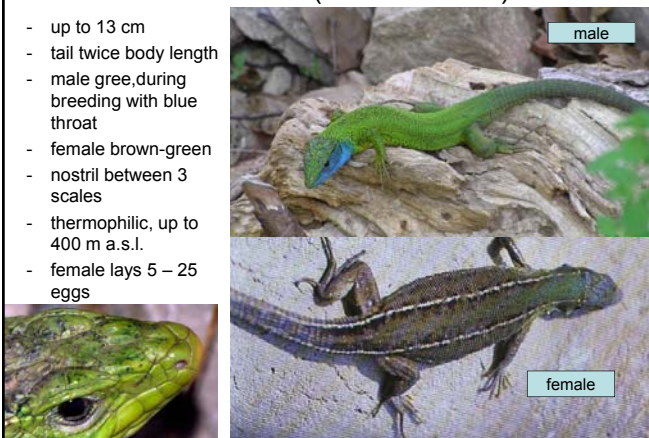 - up to 13 cm
- tail twice body length
- male gree,during
breeding with blue
throat
- female brown-green
- nostril between 3
scales
- thermophilic, up to
400 m a.s.l.
- female lays 5 – 25
eggs
male
female